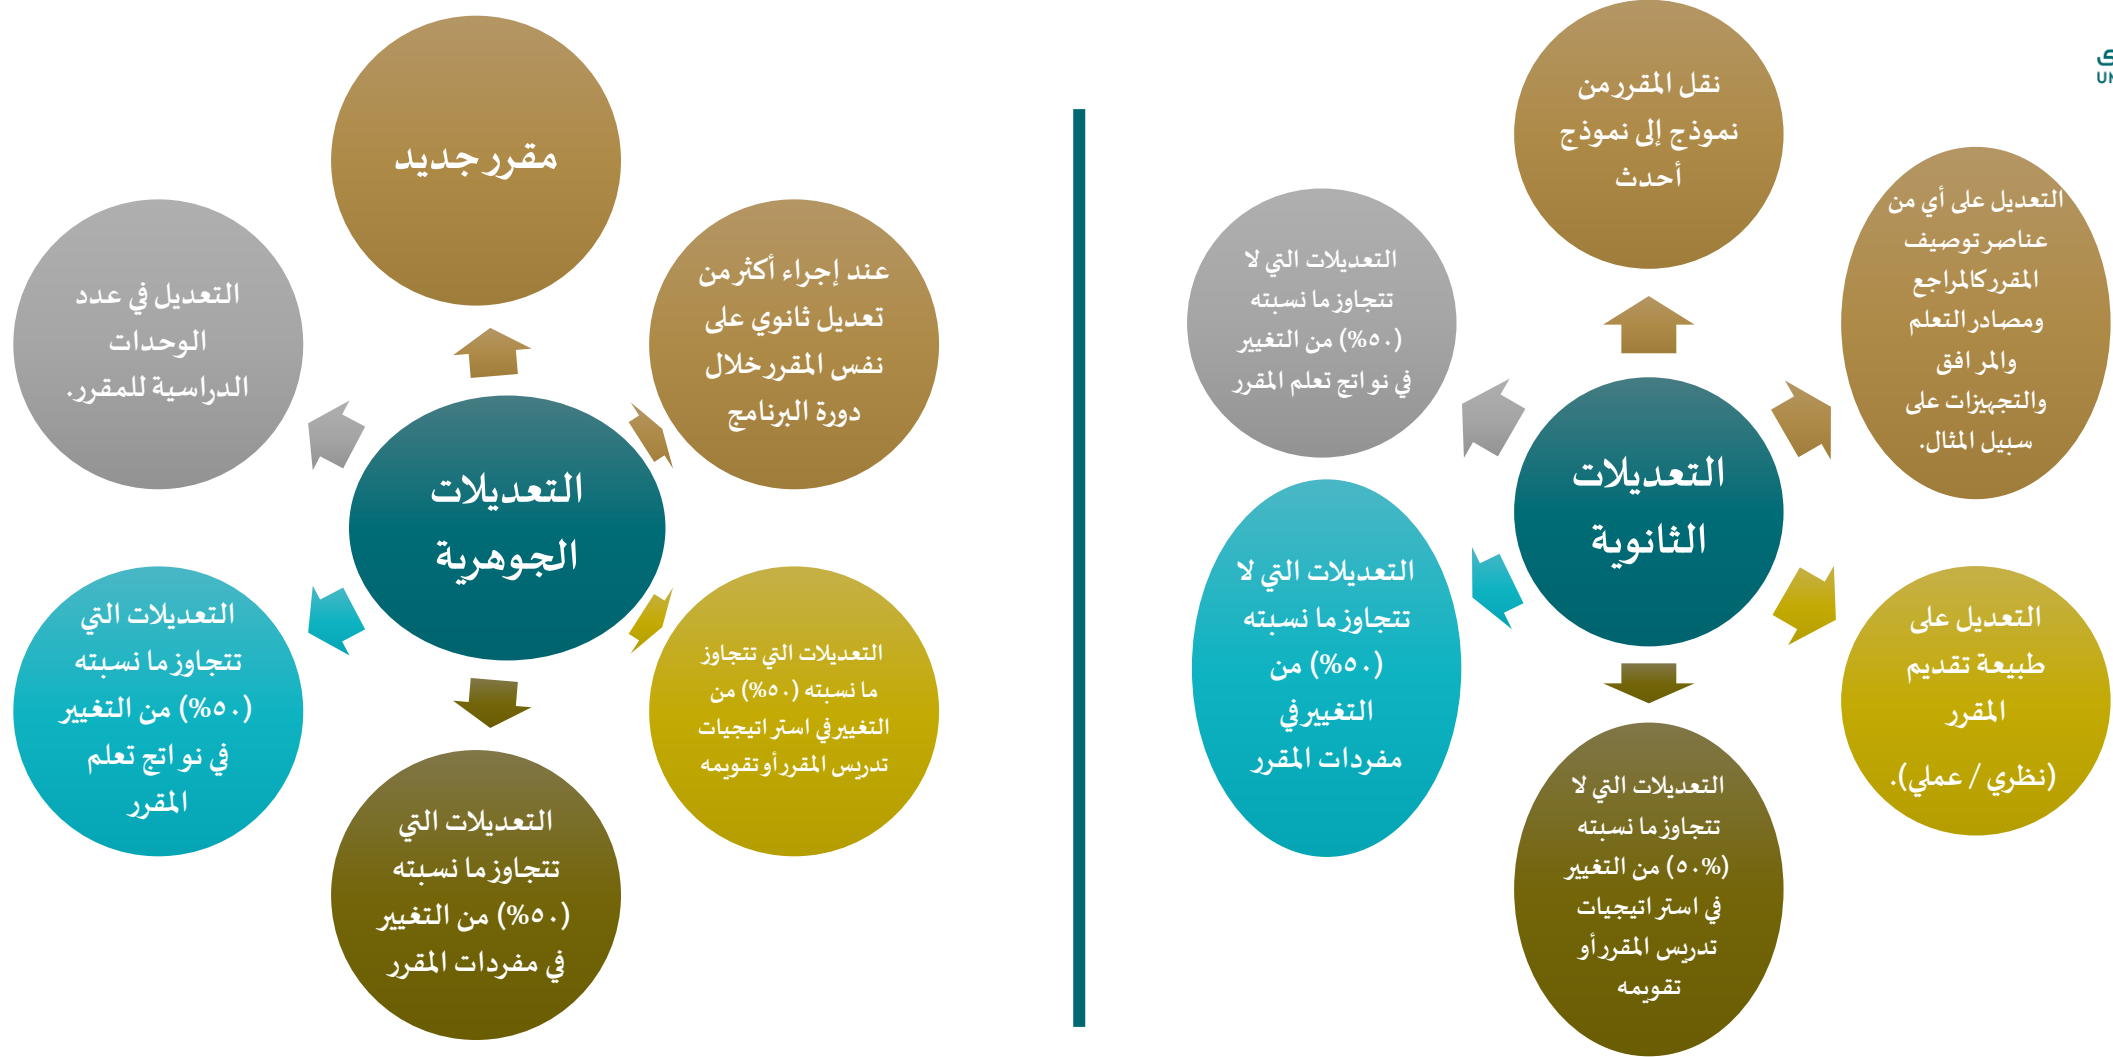 نقل المقرر من
نموذج إلى نموذج
أحدث
التعديل على أي من
عناصر توصيف
المقرر كالمراجع
ومصادر التعلم
والمرافق
والتجهيزات على
سبيل المثال.
التعديل على
طبيعة تقديم
المقرر
(نظري / عملي).
التعديلات التي لا
تتجاوز ما نسبته
(٥٠%) من التغيير
في استراتيجيات
تدريس المقرر أو
تقويمه
التعديلات التي لا
تتجاوز ما نسبته
(٥٠%) من
التغيير في
مفردات المقرر
التعديلات التي لا
تتجاوز ما نسبته
(٥٠%) من التغيير
في نواتج تعلم المقرر
التعديلات
الثانوية
مقرر جديد
عند إجراء أكثر من
تعديل ثانوي على
نفس المقرر خلال
دورة البرنامج
التعديلات التي تتجاوز
ما نسبته (٥٠%) من
التغيير في استراتيجيات
تدريس المقرر أو تقويمه
التعديلات التي
تتجاوز ما نسبته
(٥٠%) من التغيير
في مفردات المقرر
التعديلات التي
تتجاوز ما نسبته
(٥٠%) من التغيير
في نواتج تعلم
المقرر
التعديل في عدد
الوحدات
الدراسية للمقرر.
التعديلات
الجوهرية